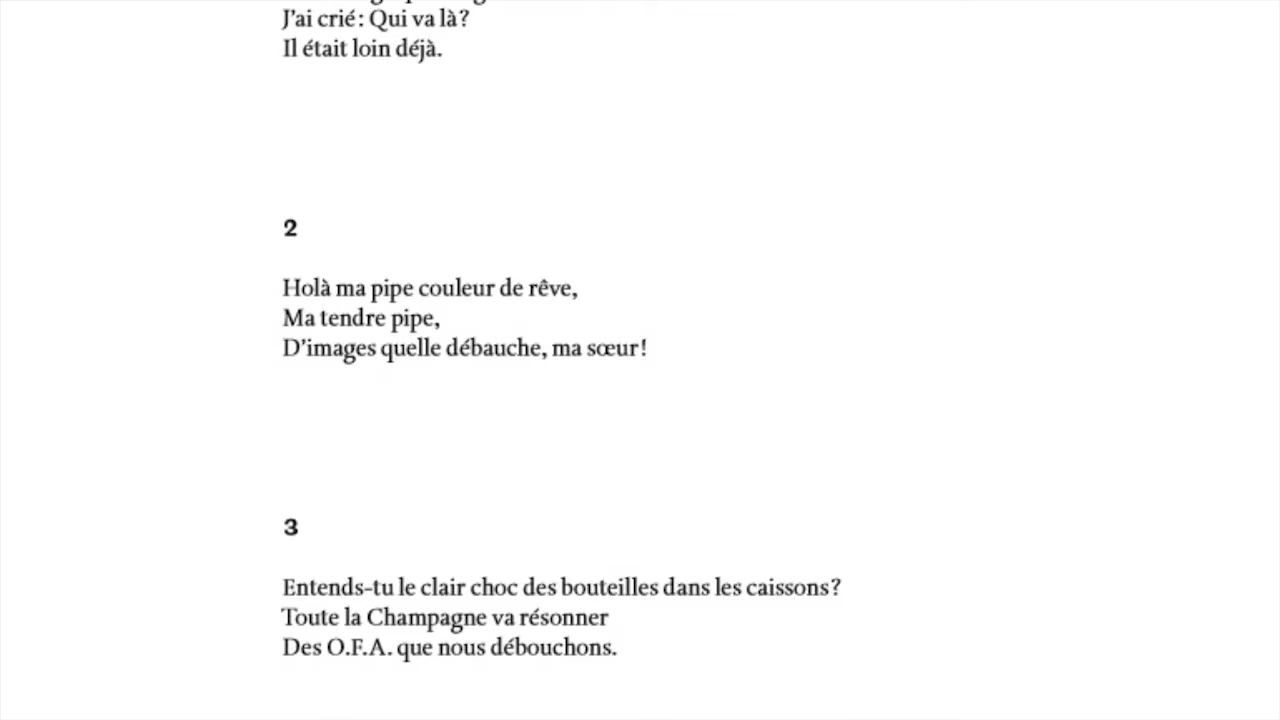 J’ai crié : Qui va là ?
Il était loin déjà.
2
Holà ma pipe couleur de rêve,
Ma tendre pipe,
D’images quelle débauche, ma sœur !
3
Entends-tu le clair choc des bouteilles dans les caissons ?
Toute la Champagne va résonner
Des O.F.A. que nous débouchons.